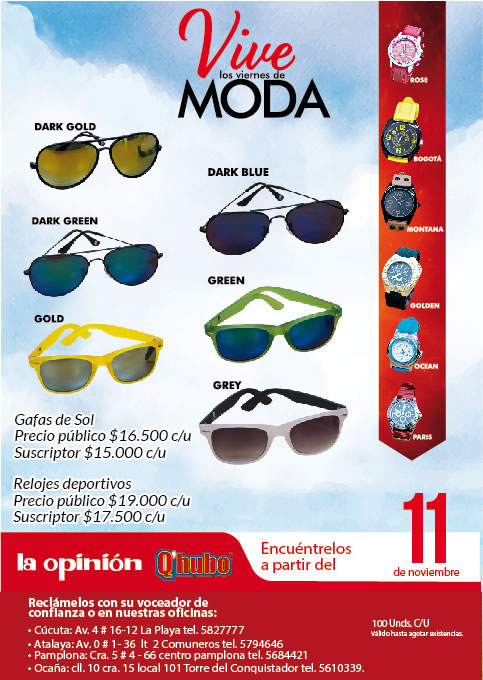 Vive
los viernes de
MODA
DARK GOLD
DARK BLUE
DARK GREEN
GREEN
GOLD
GREY
ROSE
BOGOTÁ
MONTANA
GOLDEN
OCEAN
PARIS
Gafas de Sol
Precio público $16.500 c/u
Suscriptor $15.000 c/u
Relojes deportivos
Precio público $19.000 c/u
Suscriptor $17.500 c/u
la opinión Q'hubo
Encuéntrelos
a partir del
11
de noviembre
Reclámelos con su voceador de
confianza o en nuestras oficinas:
• Cúcuta: Av. 4 # 16-12 La Playa tel. 5827777
• Atalaya: Av. 0 # 1- 36 lt 2 Comuneros tel. 5794646
• Pamplona: Cra. 5 # 4 - 66 centro pamplona tel. 5684421
• Ocaña: cll. 10 cra. 15 local 101 Torre del Conquistador tel. 5610339.
100 Unds. C/U
Válido hasta agotar existencias.